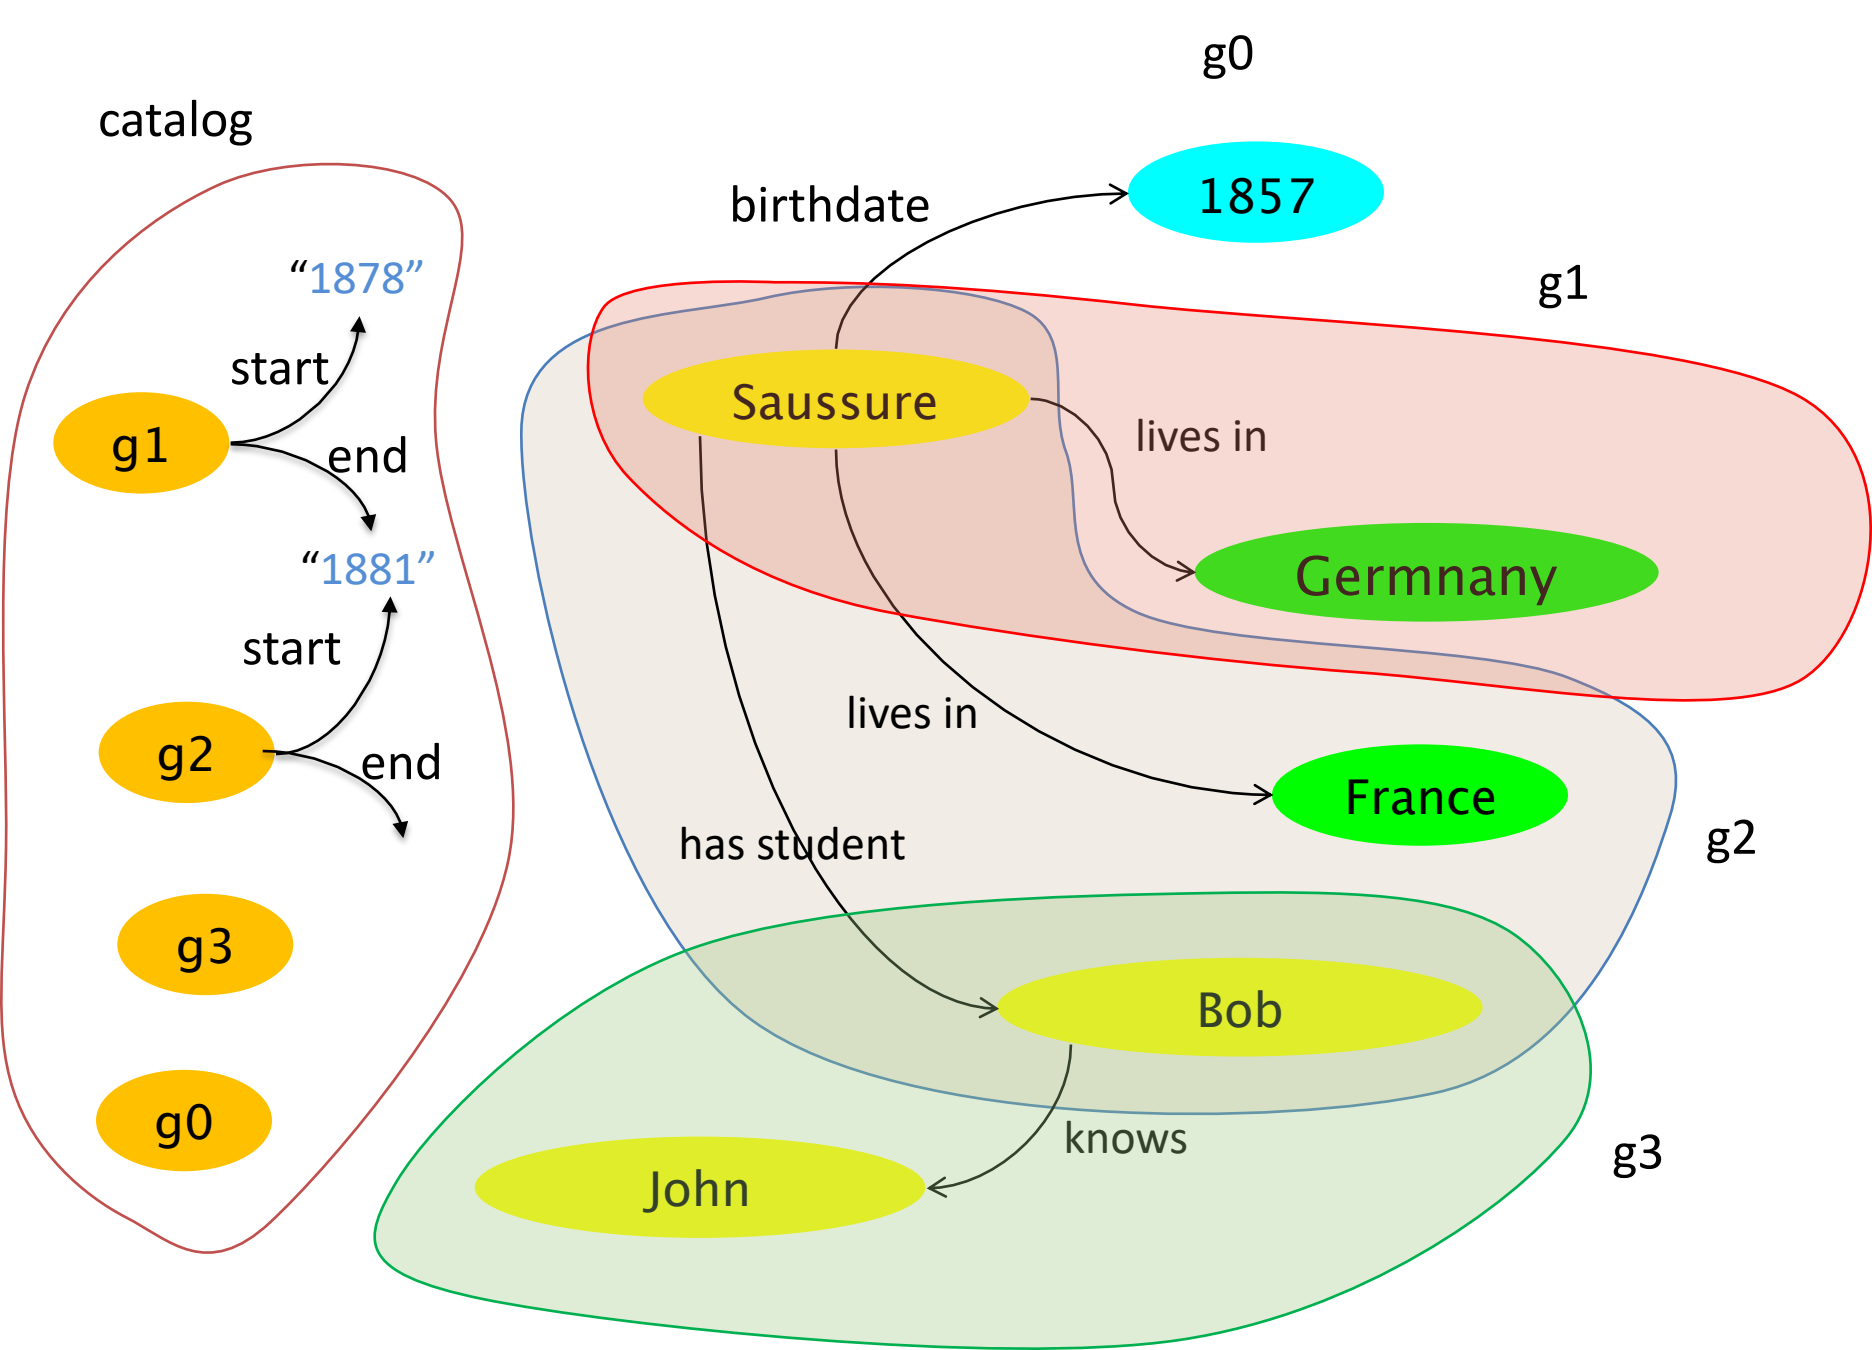 g0
catalog
1857
birthdate
“1878”
g1
start
Saussure
lives in
g1
end
“1881”
Germnany
start
lives in
g2
end
France
g2
has student
g3
Bob
g0
knows
g3
John